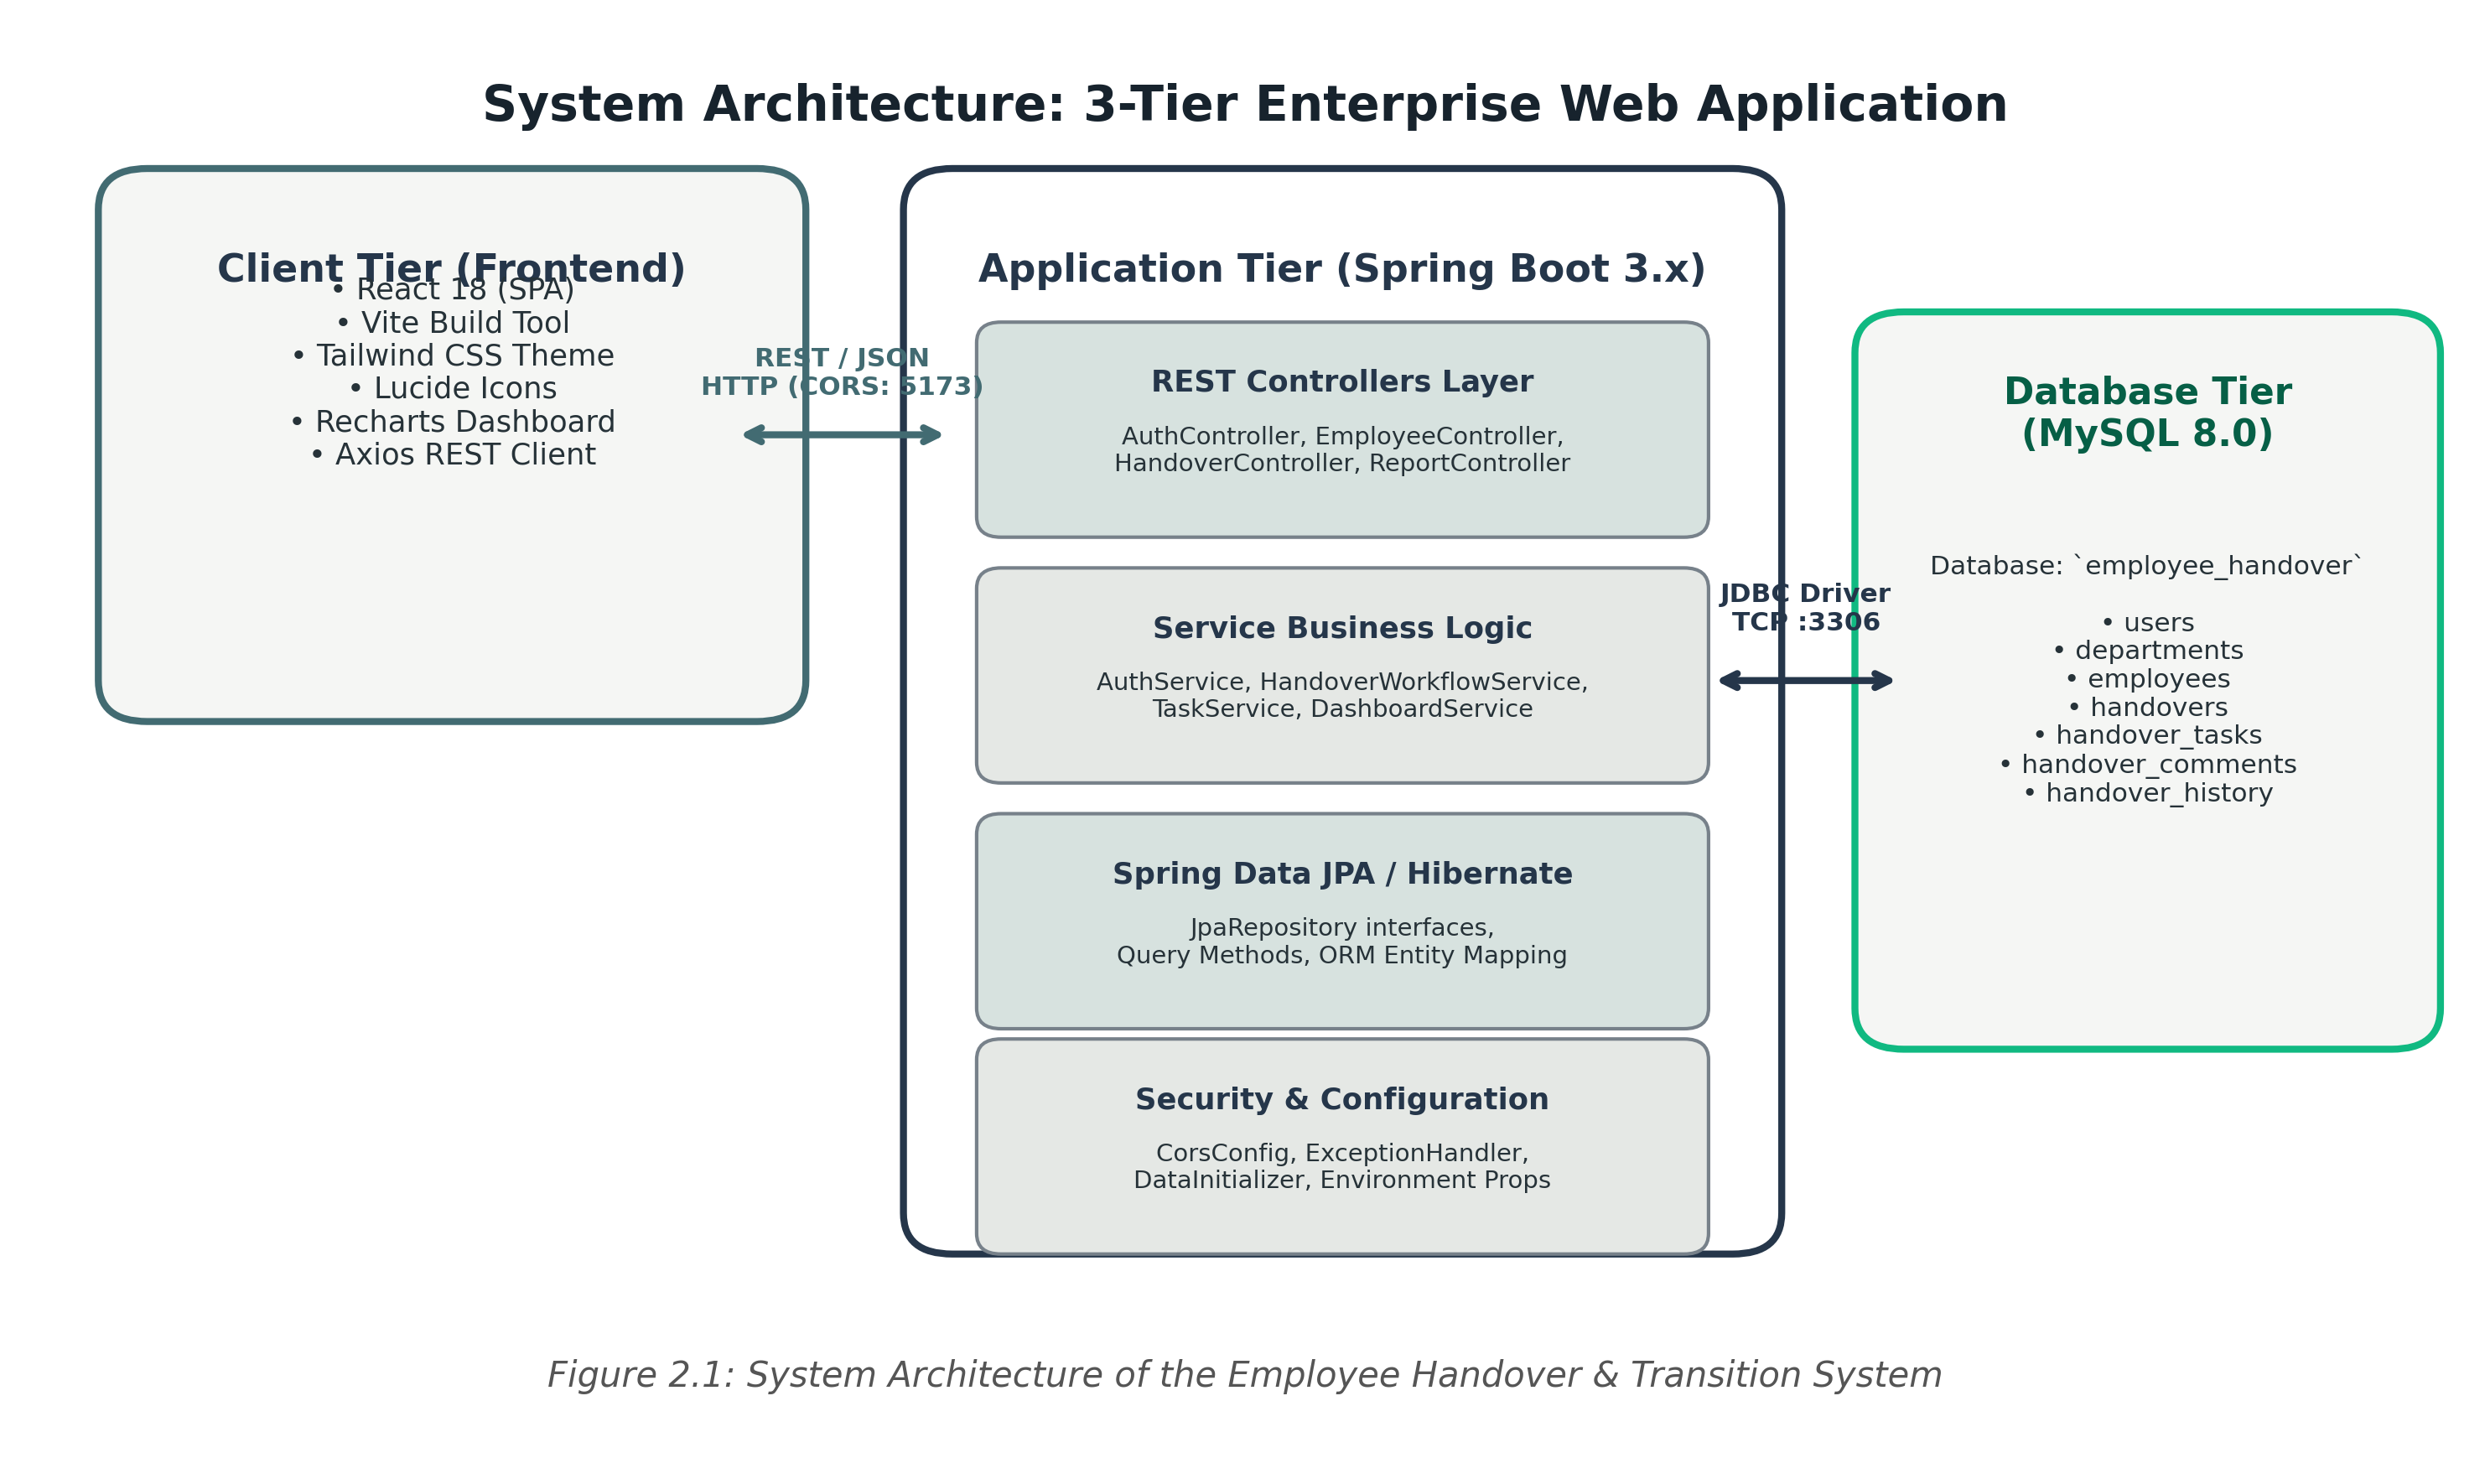 System Architecture: 3-Tier Enterprise Web Application
Client Tier (Frontend)
• React 18 (SPA)
• Vite Build Tool
• Tailwind CSS Theme
• Lucide Icons
• Recharts Dashboard
• Axios REST Client
REST / JSON
HTTP (CORS: 5173)
Application Tier (Spring Boot 3.x)
REST Controllers Layer
AuthController, EmployeeController,
HandoverController, ReportController
Service Business Logic
AuthService, HandoverWorkflowService,
TaskService, DashboardService
Spring Data JPA / Hibernate
JpaRepository interfaces,
Query Methods, ORM Entity Mapping
Security & Configuration
CorsConfig, ExceptionHandler,
DataInitializer, Environment Props
JDBC Driver
TCP :3306
Database Tier
(MySQL 8.0)
Database: `employee_handover`
• users
• departments
• employees
• handovers
• handover_tasks
• handover_comments
• handover_history
Figure 2.1: System Architecture of the Employee Handover & Transition System